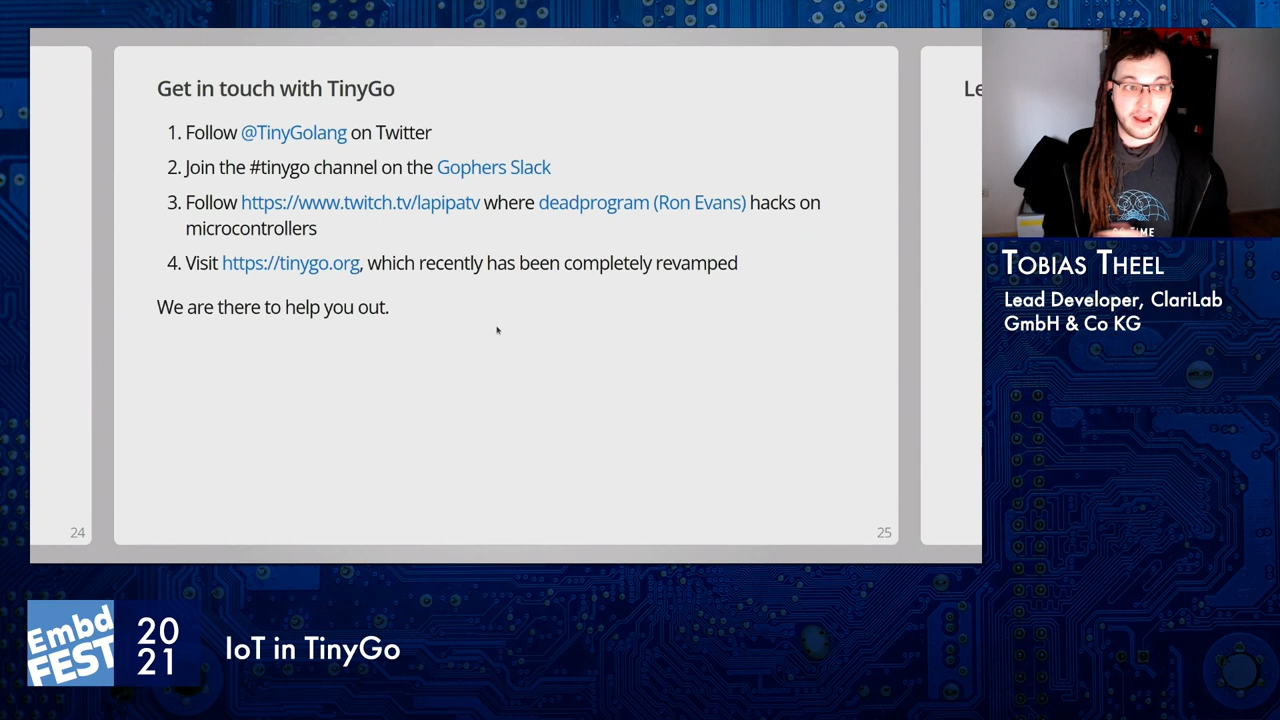 Get in touch with TinyGo
1. Follow @TinyGolang on Twitter
2. Join the #tinygo channel on the Gophers Slack
3. Follow https://www.twitch.tv/lapipatv where deadprogram (Ron Evans) hacks on
microcontrollers
4. Visit https://tinygo.org, which recently has been completely revamped
We are there to help you out.
24
25
Le
TIME
TOBIAS THEEL
Lead Developer, ClariLab
GmbH & Co KG
Embd
FEST
20
21
IoT in TinyGo